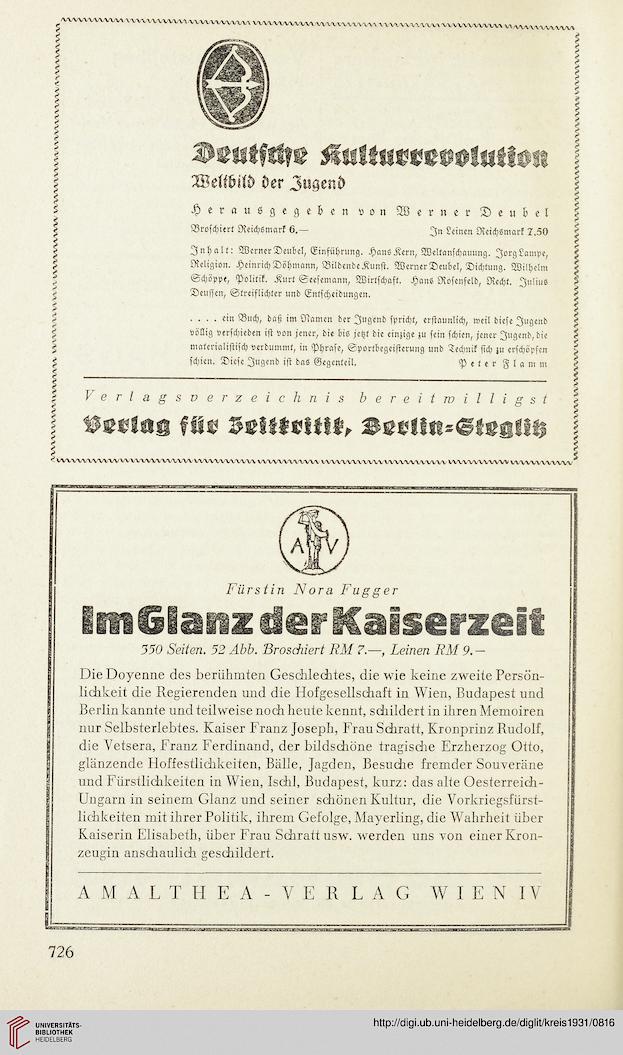 Deutsche Kulturrevolution
Weltbild der Jugend
Herausgegeben von Werner Deubel
Broschiert Reichsmark 6.— In Leinen Reichsmark 7.50
Inhalt: Werner Deubel, Einführung. Hans Kern, Weltanschauung. Jorg Lampe,
Religion. Heinrich Döhmann, Bildende Kunst. Werner Deubel, Dichtung. Wilhelm
Schöppe, Politik. Kurt Seesemann, Wirtschaft. Hans Rosenfeld, Recht. Julius
Deussen, Streiflichter und Entscheidungen.
. . . . ein Buch, daß im Namen der Jugend spricht, erstaunlich, weil diese Jugend
völlig verschieden ist von jener, die bis jetzt die einzige zu sein schien, jener Jugend, die
materialistisch verdummt, in Phrase, Sportbegeisterung und Technik sich zu erschöpfen
schien. Diese Jugend ist das Gegenteil. Peter Flamm
Verlagsverzeichnis bereitwilligst
Verlag für Zeitkritik, Berlin-Steglitz
A V
Fürstin Nora Fugger
Im Glanz der Kaiserzeit
550 Seiten. 52 Abb. Broschiert RM 7.—, Leinen RM 9.—
Die Doyenne des berühmten Geschlechtes, die wie keine zweite Persön-
lichkeit die Regierenden und die Hofgesellschaft in Wien, Budapest und
Berlin kannte und teilweise noch heute kennt, schildert in ihren Memoiren
nur Selbsterlebtes. Kaiser Franz Joseph, Frau Schratt, Kronprinz Rudolf,
die Vetsera, Franz Ferdinand, der bildschöne tragische Erzherzog Otto,
glänzende Hoffestlichkeiten, Bälle, Jagden, Besuche fremder Souveräne
und Fürstlichkeiten in Wien, Ischl, Budapest, kurz: das alte Oesterreich-
Ungarn in seinem Glanz und seiner schönen Kultur, die Vorkriegsfürst-
lichkeiten mit ihrer Politik, ihrem Gefolge, Mayerling, die Wahrheit über
Kaiserin Elisabeth, über Frau Schratt usw. werden uns von einer Kron-
zeugin anschaulich geschildert.
AMALTHEA-VERLAG WIEN IV
726
UNIVERSITÄTS-
BIBLIOTHEK
HEIDELBERG
http://digi.ub.uni-heidelberg.de/diglit/kreis1931/0816